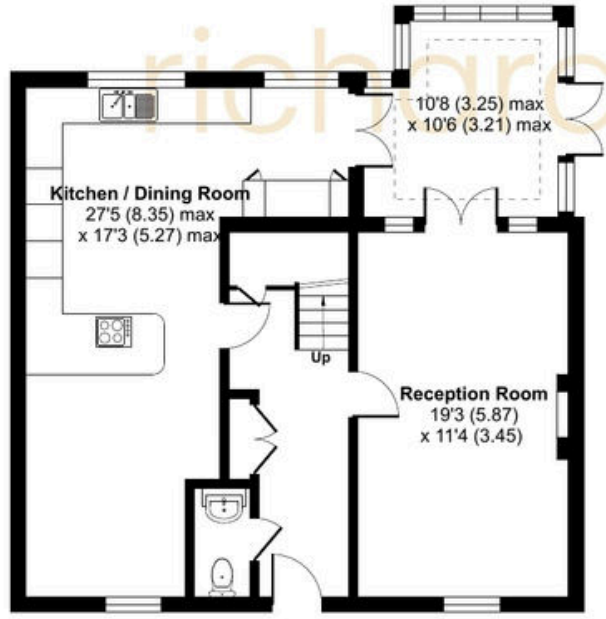 richard
10'8 (3.25) max
x 10'6 (3.21) max
Kitchen / Dining Room
27'5 (8.35) max
x 17'3 (5.27) max
Up
Reception Room
19'3 (5.87)
x 11'4 (3.45)